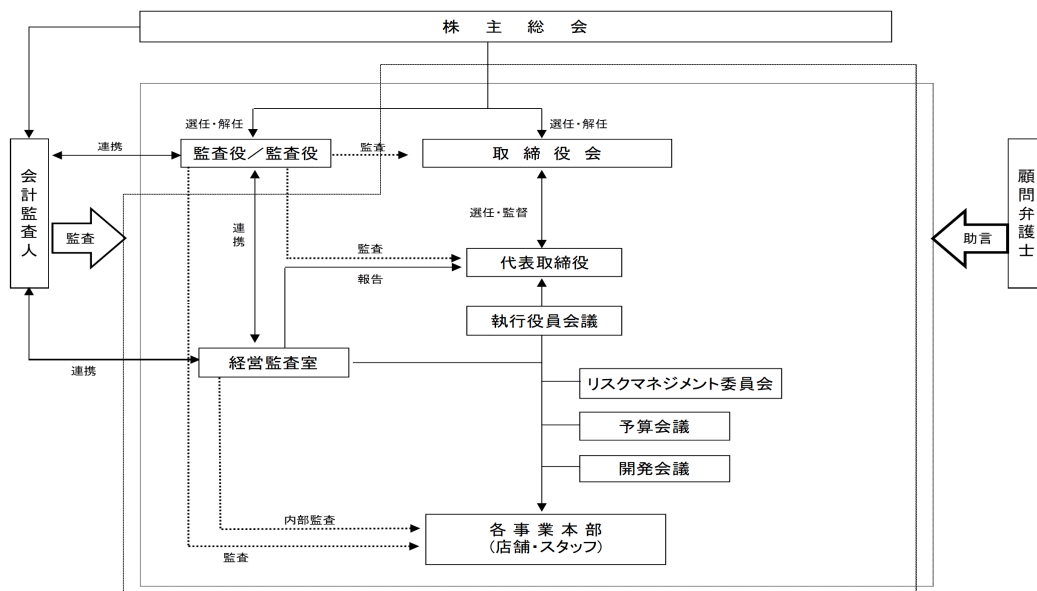 株主総会
選任・解任
選任・解任
連携
監査役／監査役
監査
取締役会
会計監査人
顧問弁護士
監査
連携
選任・監督
助言
監査
代表取締役
報告
執行役員会議
経営監査室
連携
リスクマネジメント委員会
予算会議
開発会議
内部監査
各事業本部
(店舗・スタッフ)
監査